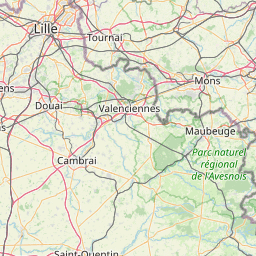 Lille
Tournai
Mons
Douai
Valenciennes
Maubeuge
Cambrai
Parc naturel
régional
de l'Avesnois
Saint-Quentin